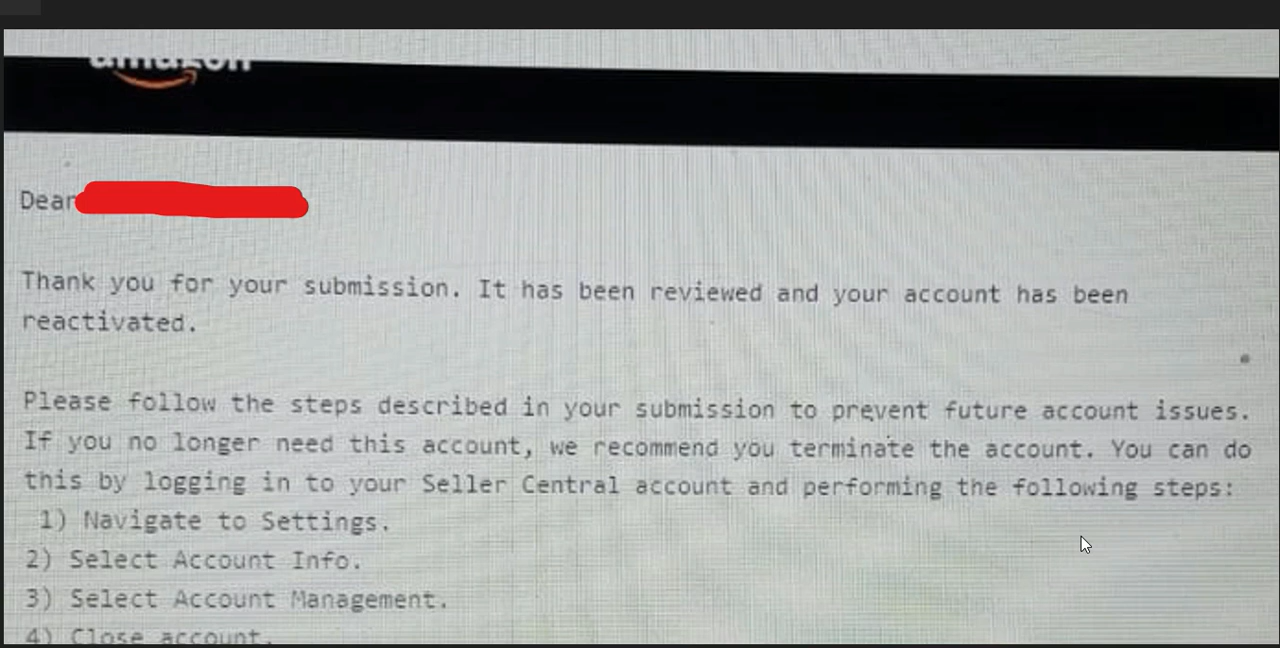 amazon
Dear
Thank you for your submission. It has been reviewed and your account has been
reactivated.
Please follow the steps described in your submission to prevent future account issues.
If you no longer need this account, we recommend you terminate the account. You can do
this by logging in to your Seller Central account and performing the following steps:
1) Navigate to Settings.
2) Select Account Info.
3) Select Account Management.
4) Close account.